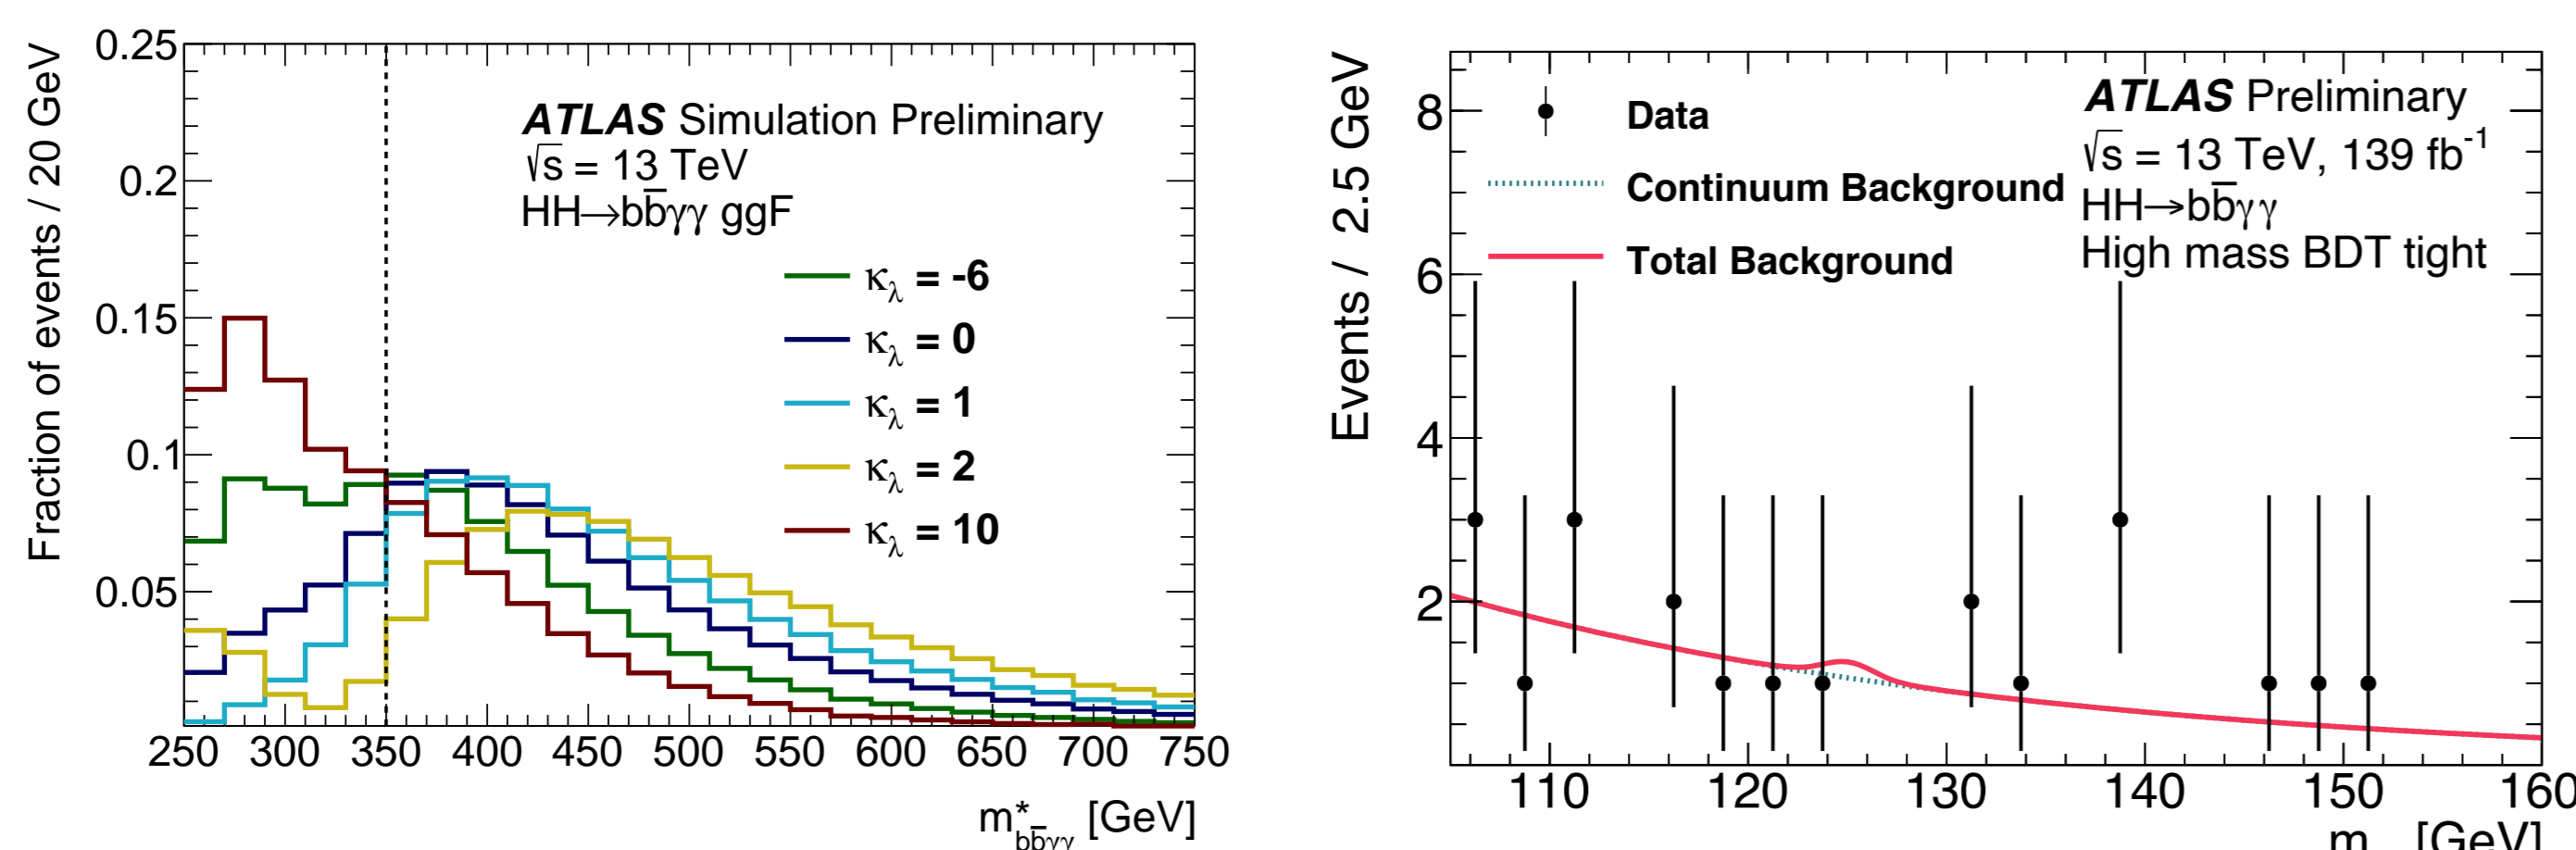 Fraction of events / 20 GeV
0.25
0.2
0.15
0.1
0.05
ATLAS Simulation Preliminary
√s = 13 TeV
HH→bb̄γγ ggF
κλ = -6
κλ = 0
κλ = 1
κλ = 2
κλ = 10
250 300 350 400 450 500 550 600 650 700 750
m*bb̄γγ [GeV]
Events / 2.5 GeV
8
6
4
2
Data
Continuum Background
Total Background
ATLAS Preliminary
√s = 13 TeV, 139 fb-1
HH→bb̄γγ
High mass BDT tight
110 120 130 140 150 160
m [GeV]